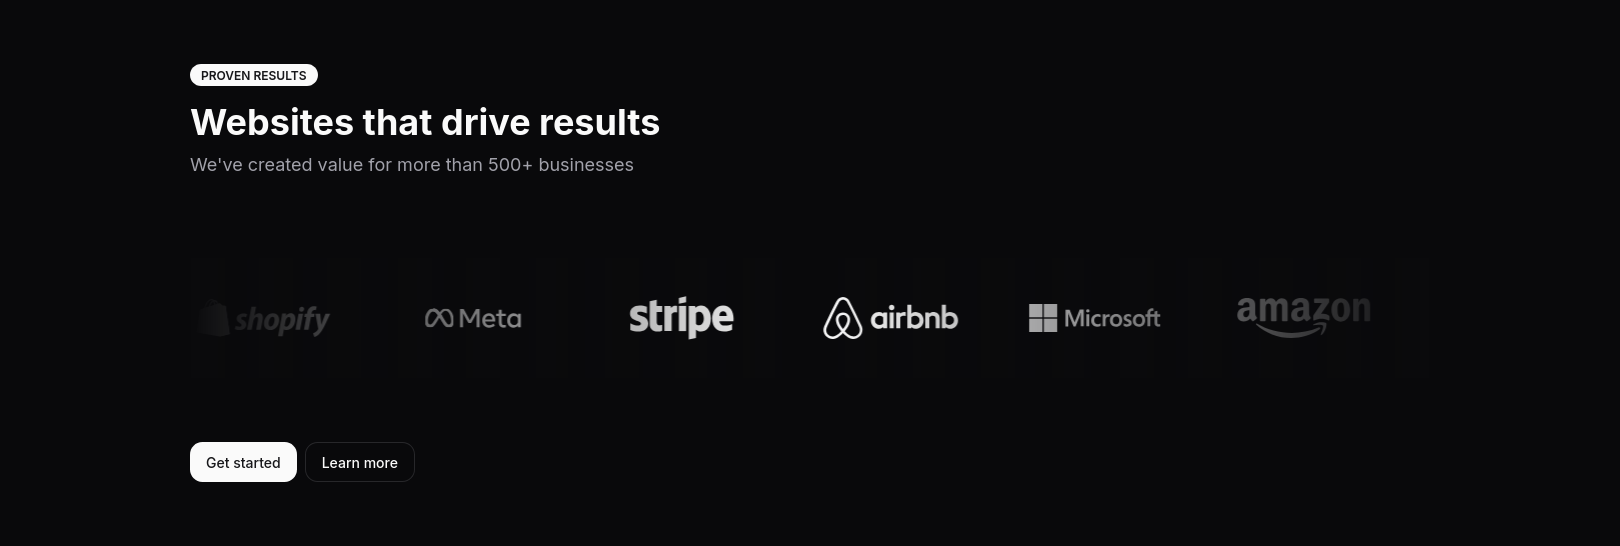 PROVEN RESULTS
Websites that drive results
We've created value for more than 500+ businesses
shopify
Meta
stripe
airbnb
Microsoft
amazon
Get started
Learn more